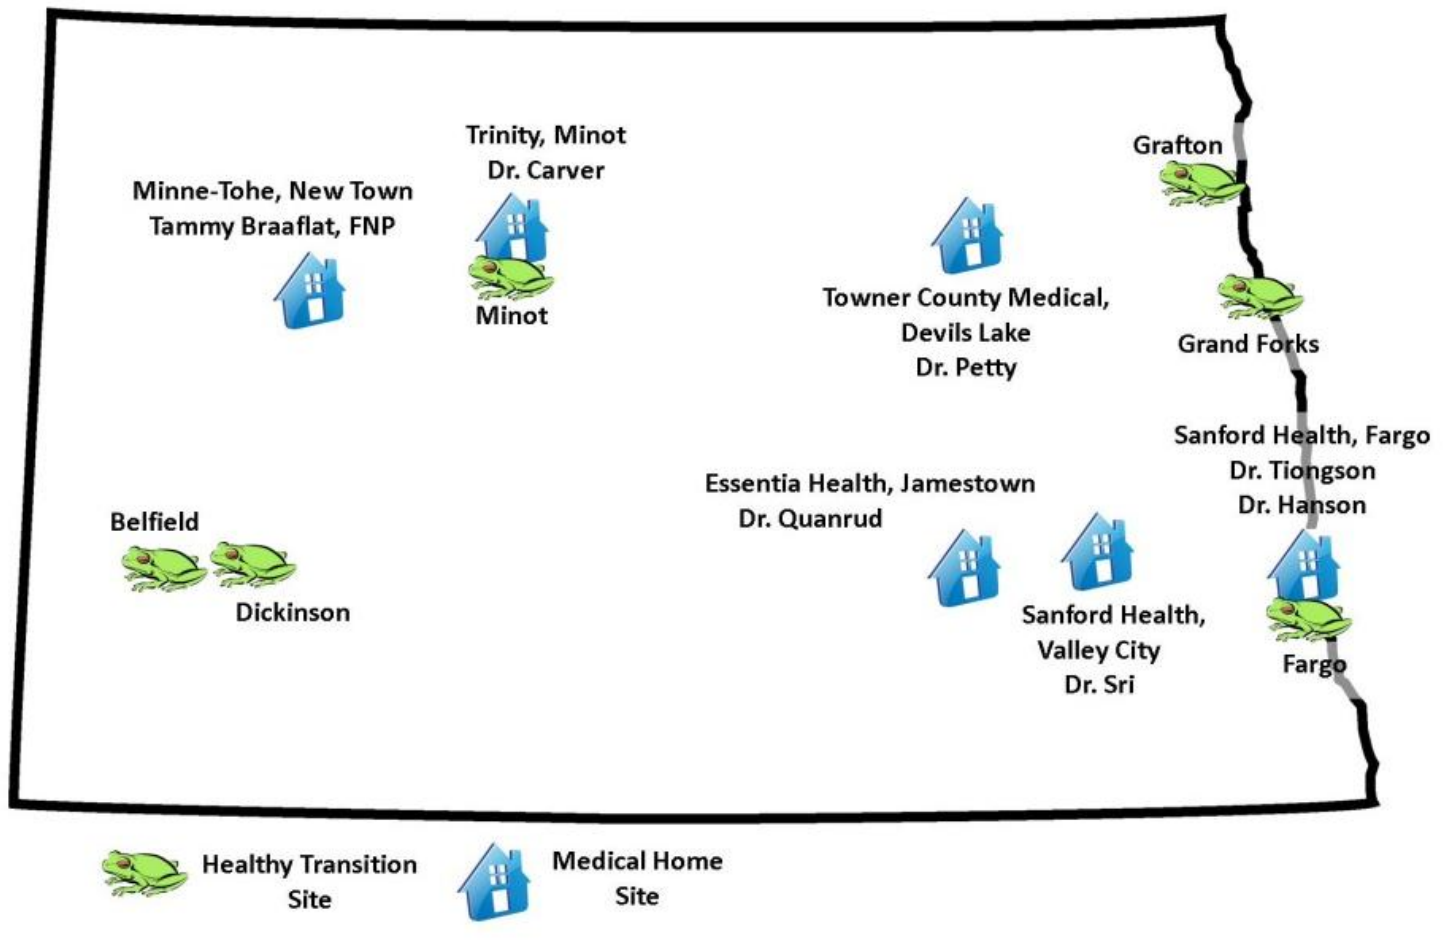 Grafton
Trinity, Minot
Dr. Carver
Minne-Tohe, New Town
Tammy Braaflat, FNP
Minot
Towner County Medical,
Devils Lake
Dr. Petty
Grand Forks
Sanford Health, Fargo
Dr. Tiongson
Dr. Hanson
Essentia Health, Jamestown
Dr. Quanrud
Belfield
Dickinson
Sanford Health,
Valley City
Dr. Sri
Fargo
Healthy Transition
Site
Medical Home
Site